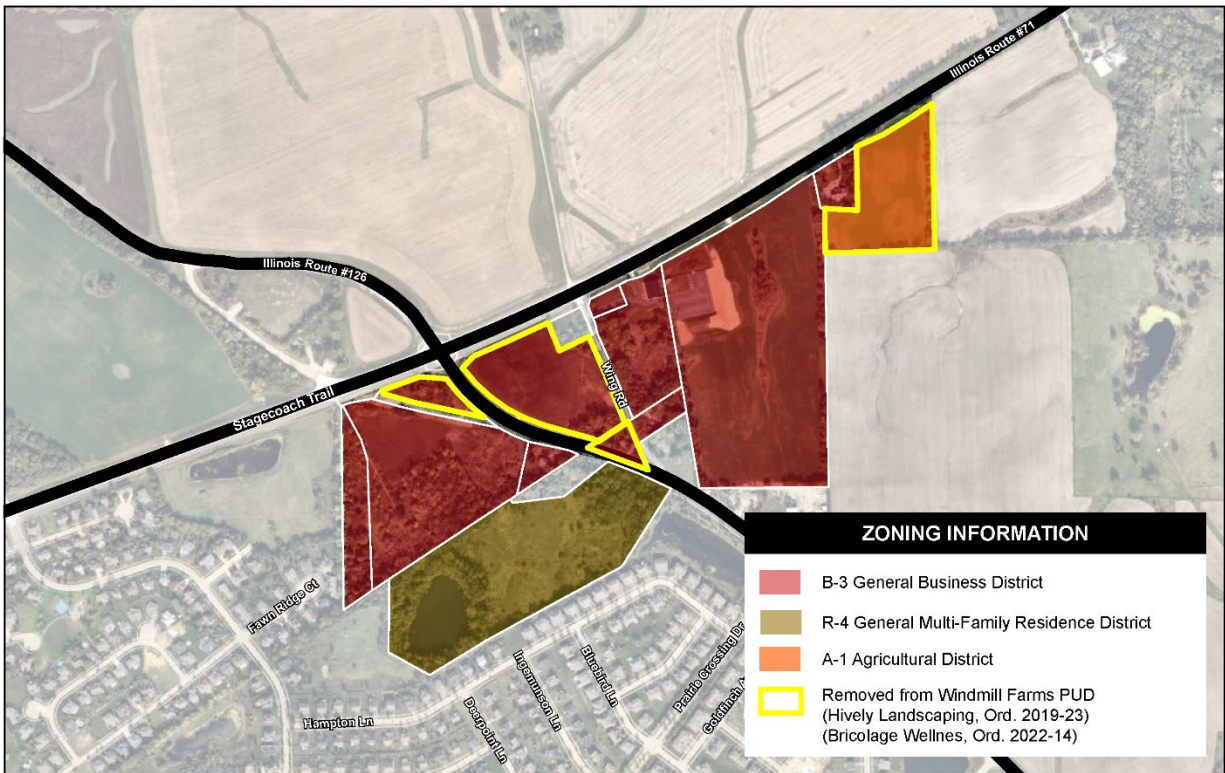 Illinois Route #71
Illinois Route #126
Wing Rd
Stagecoach Trail
Fawn Ridge Ct
Hampton Ln
Deerpoint Ln
Ingemunson Ln
Bluebird Ln
Prairie Crossing Dr
Goldfinch A
ZONING INFORMATION
B-3 General Business District
R-4 General Multi-Family Residence District
A-1 Agricultural District
Removed from Windmill Farms PUD
(Hively Landscaping, Ord. 2019-23)
(Bricolage Wellnes, Ord. 2022-14)